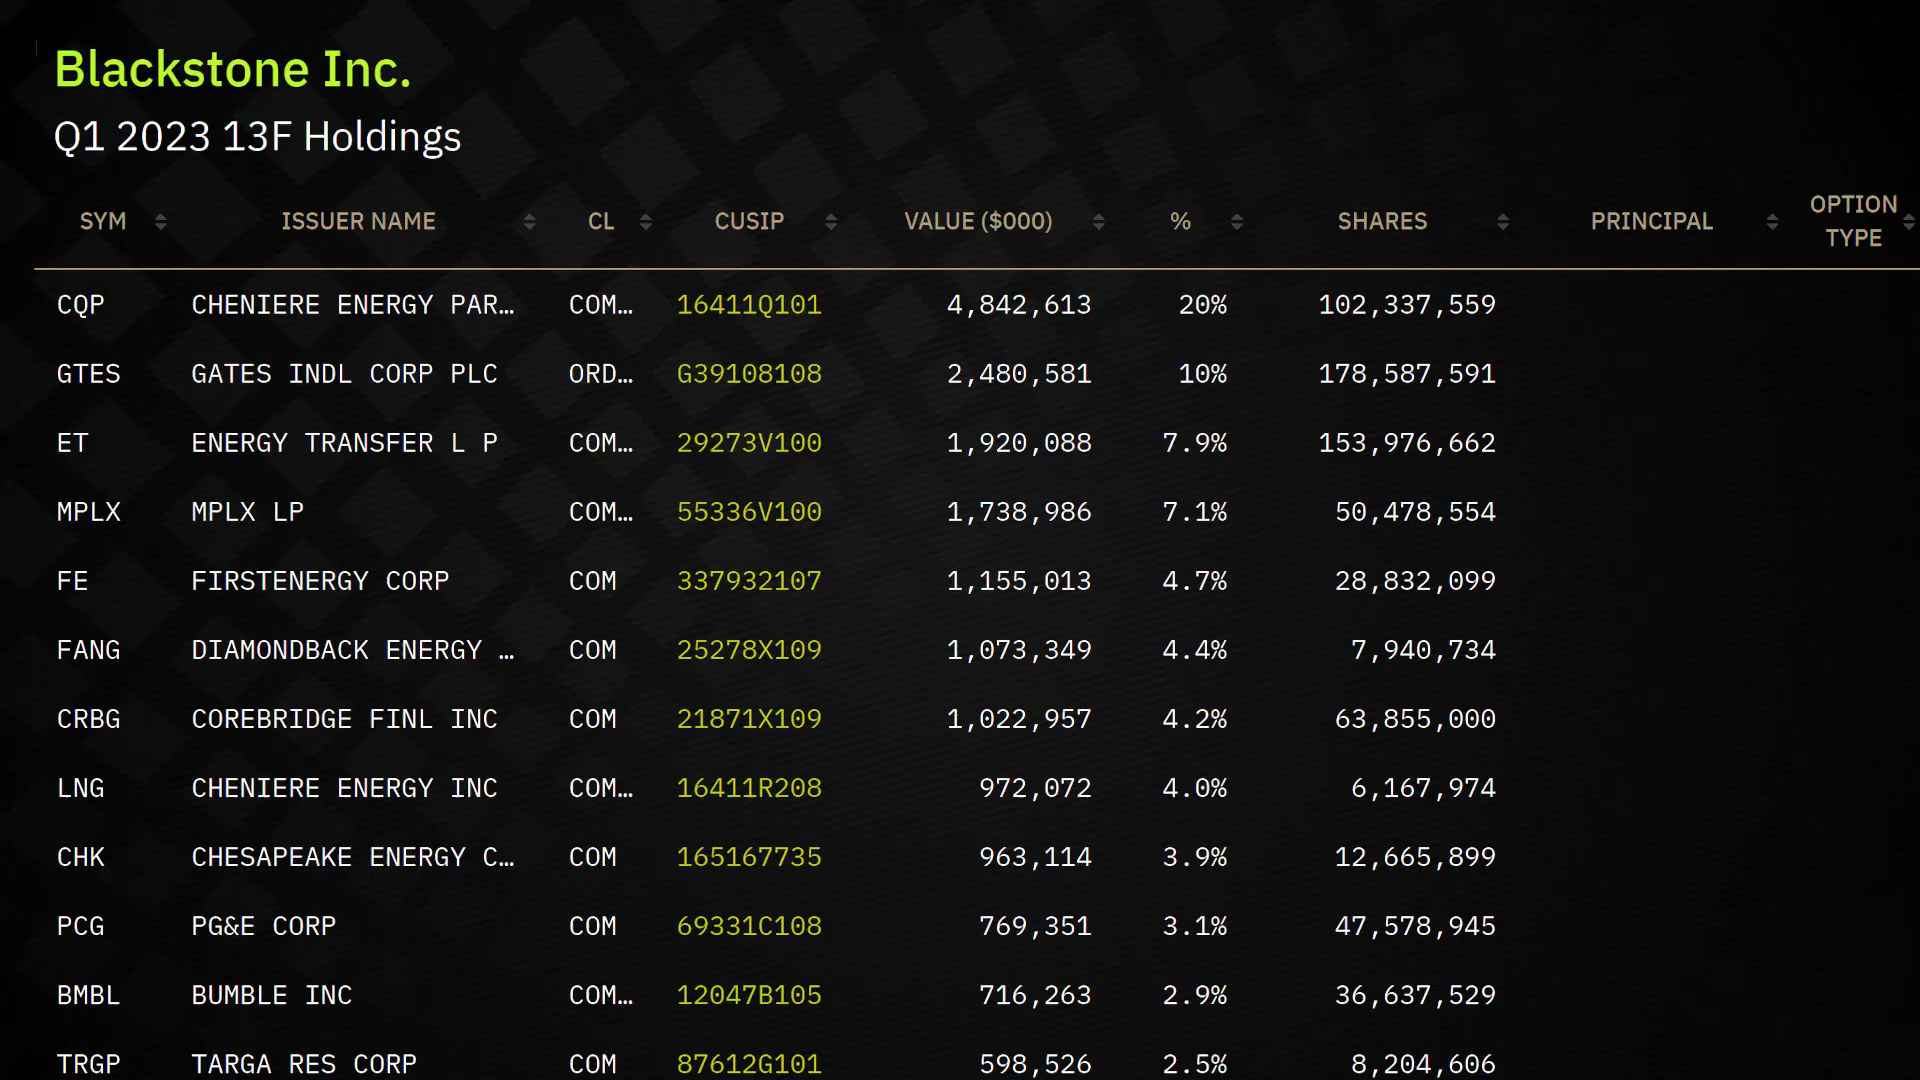 Blackstone Inc.
Q1 2023 13F Holdings
SYM ISSUER NAME CL CUSIP VALUE ($000) % SHARES PRINCIPAL OPTION TYPE
CQP CHENIERE ENERGY PAR… COM… 16411Q101 4,842,613 20% 102,337,559
GTES GATES INDL CORP PLC ORD… G39108108 2,480,581 10% 178,587,591
ET ENERGY TRANSFER L P COM… 29273V100 1,920,088 7.9% 153,976,662
MPLX MPLX LP COM… 55336V100 1,738,986 7.1% 50,478,554
FE FIRSTENERGY CORP COM 337932107 1,155,013 4.7% 28,832,099
FANG DIAMONDBACK ENERGY … COM 25278X109 1,073,349 4.4% 7,940,734
CRBG COREBRIDGE FINL INC COM 21871X109 1,022,957 4.2% 63,855,000
LNG CHENIERE ENERGY INC COM… 16411R208 972,072 4.0% 6,167,974
CHK CHESAPEAKE ENERGY C… COM 165167735 963,114 3.9% 12,665,899
PCG PG&E CORP COM 69331C108 769,351 3.1% 47,578,945
BMBL BUMBLE INC COM… 12047B105 716,263 2.9% 36,637,529
TRGP TARGA RES CORP COM 87612G101 598,526 2.5% 8,204,606